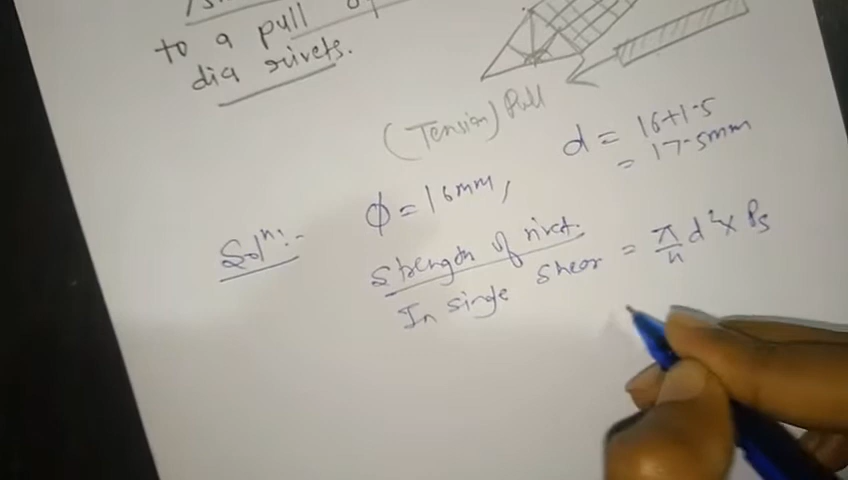 to a pull of
dia rivets.
(Tension) Pull
d = 16+1.5
= 17.5mm
Solⁿ:-
ϕ = 16mm,
Strength of rivet.
In single shear = π/4 d² x Ps